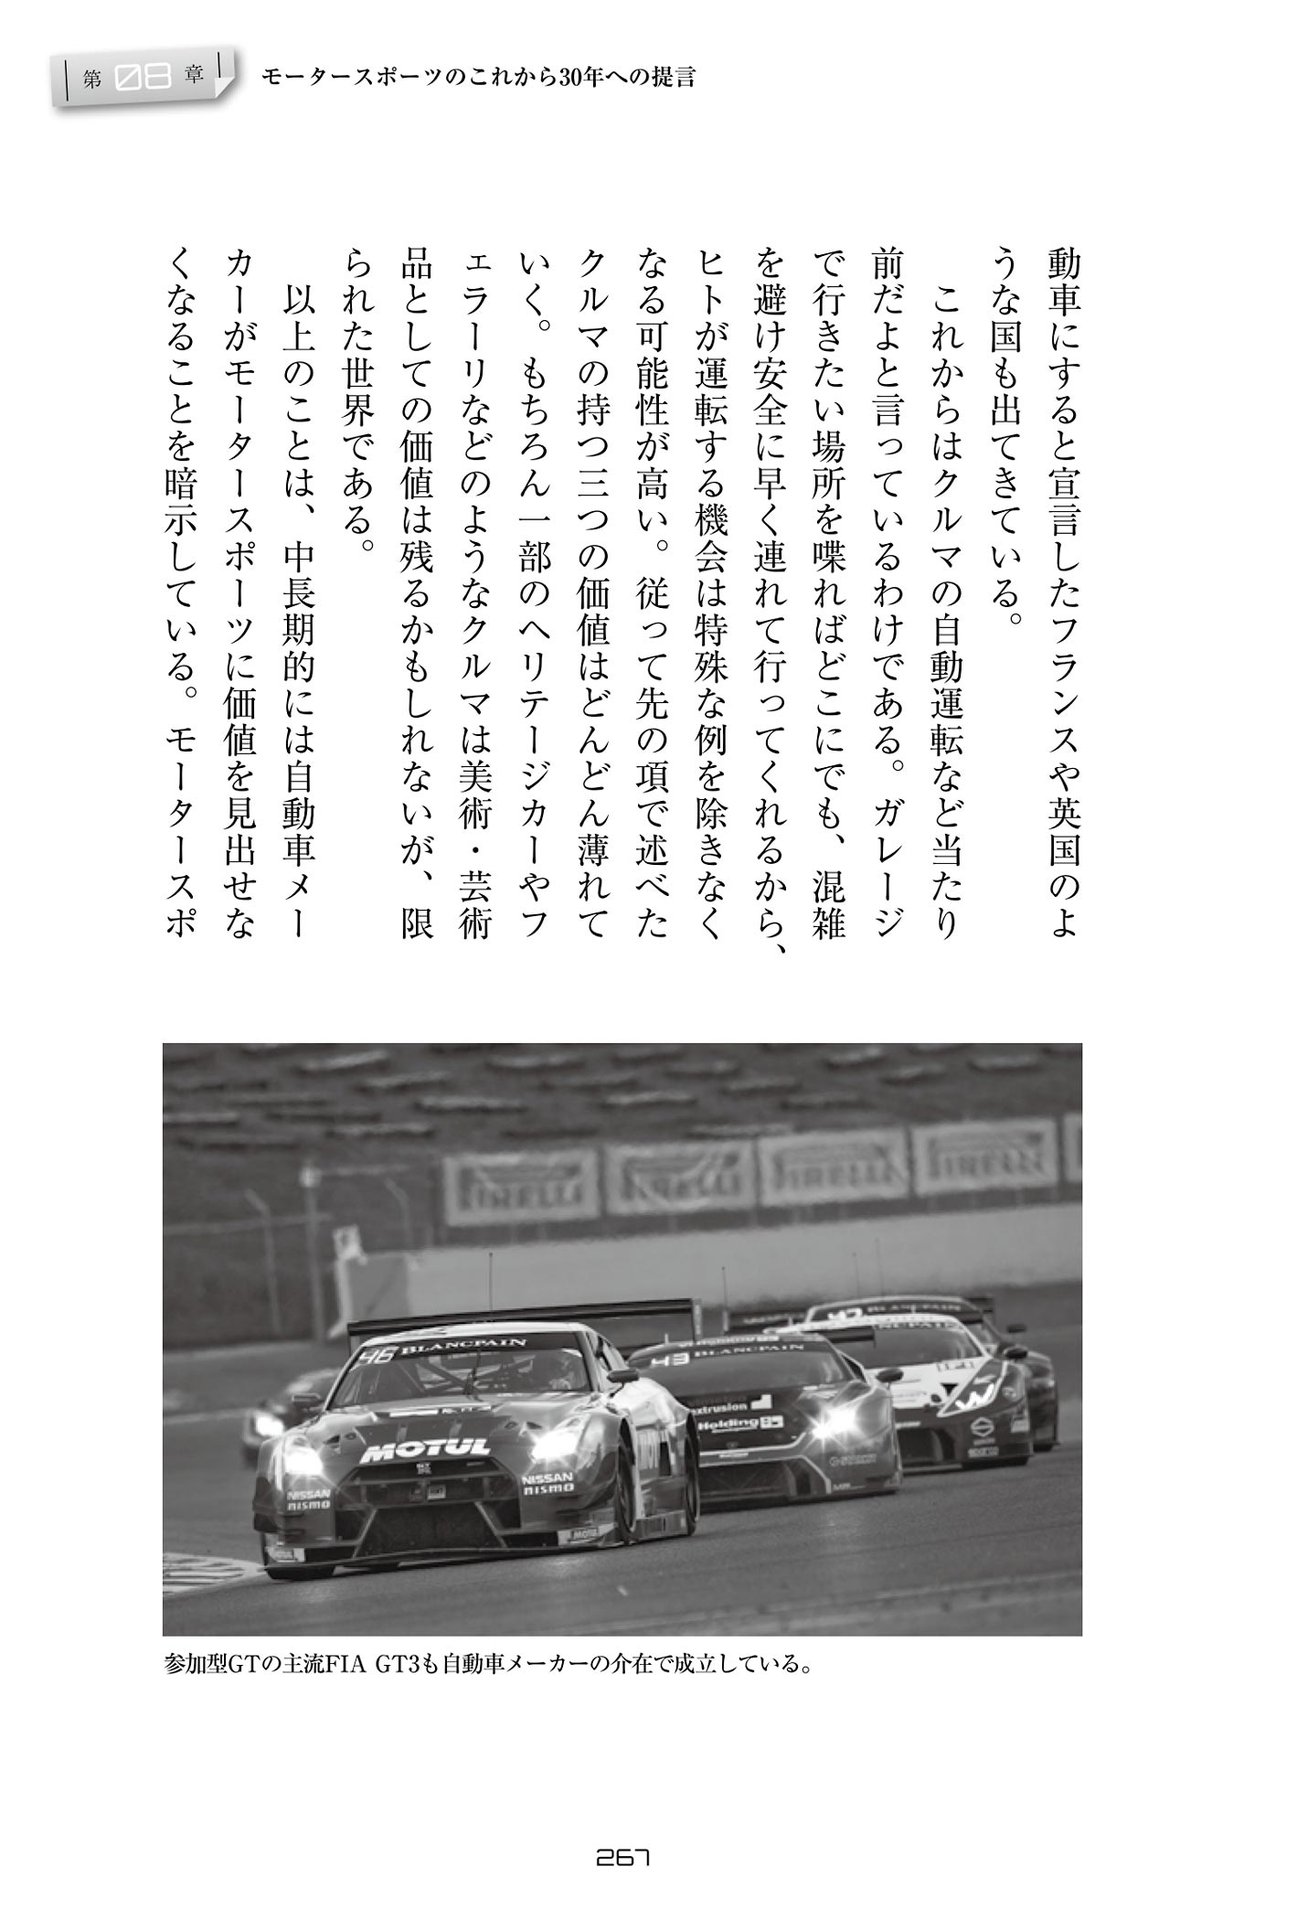 第08章
モータースポーツのこれから30年への提言
動車にすると宣言したフランスや英国のよ
うな国も出てきている。
これからはクルマの自動運転など当たり
前だよと言っているわけである。ガレージ
で行きたい場所を喋ればどこにでも、混雑
を避け安全に早く連れて行ってくれるから、
ヒトが運転する機会は特殊な例を除きなく
なる可能性が高い。従って先の項で述べた
クルマの持つ三つの価値はどんどん薄れて
いく。もちろん一部のヘリテージカーやフ
ェラーリなどのようなクルマは美術・芸術
品としての価値は残るかもしれないが、限
られた世界である。
以上のことは、中長期的には自動車メー
カーがモータースポーツに価値を見出せな
くなることを暗示している。モータースポ
PIRELLI
PIRELLI
PIRELLI
PIRELLI
46 BLANCPAIN
43 BLANCPAIN
47 BLANCPAIN
extrusion
Holding
MOTUL
NISSAN
nismo
NISSAN
nismo
MOTUL
参加型GTの主流FIA GT3も自動車メーカーの介在で成立している。
267